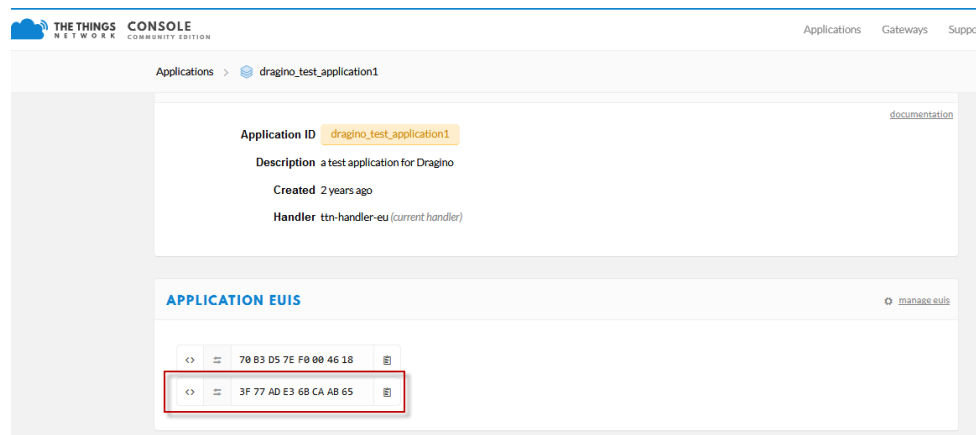 THE THINGS NETWORK CONSOLE COMMUNITY EDITION
Applications Gateways Suppo
Applications > dragino_test_application1
documentation
Application ID dragino_test_application1
Description a test application for Dragino
Created 2 years ago
Handler ttn-handler-eu (current handler)
APPLICATION EUIS
manage euis
<> 70 B3 D5 7E F0 00 46 18
<> 3F 77 AD E3 6B CA AB 65